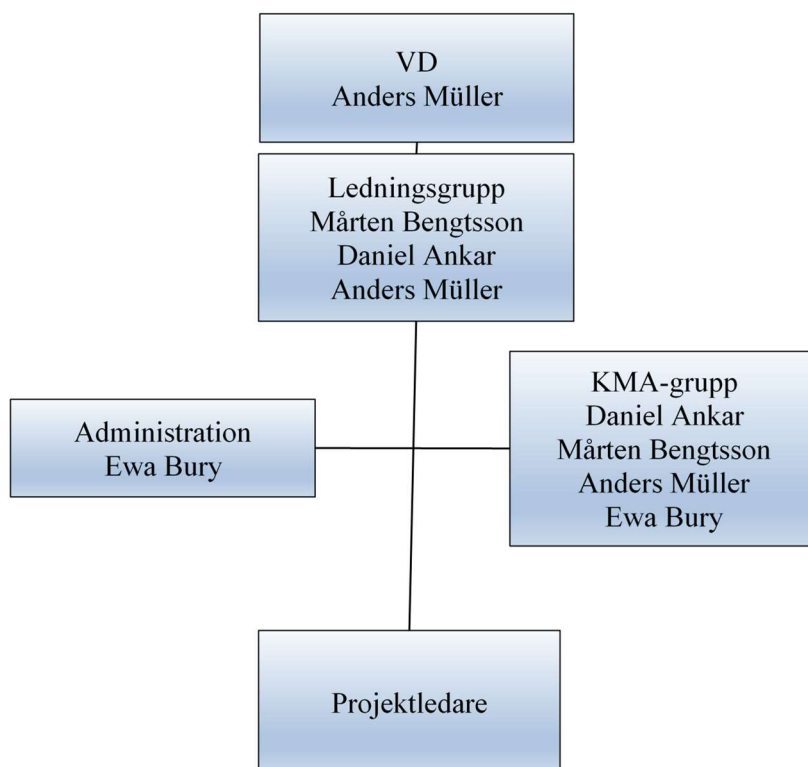 VD
Anders Müller
Ledningsgrupp
Mårten Bengtsson
Daniel Ankar
Anders Müller
Administration
Ewa Bury
KMA-grupp
Daniel Ankar
Mårten Bengtsson
Anders Müller
Ewa Bury
Projektledare